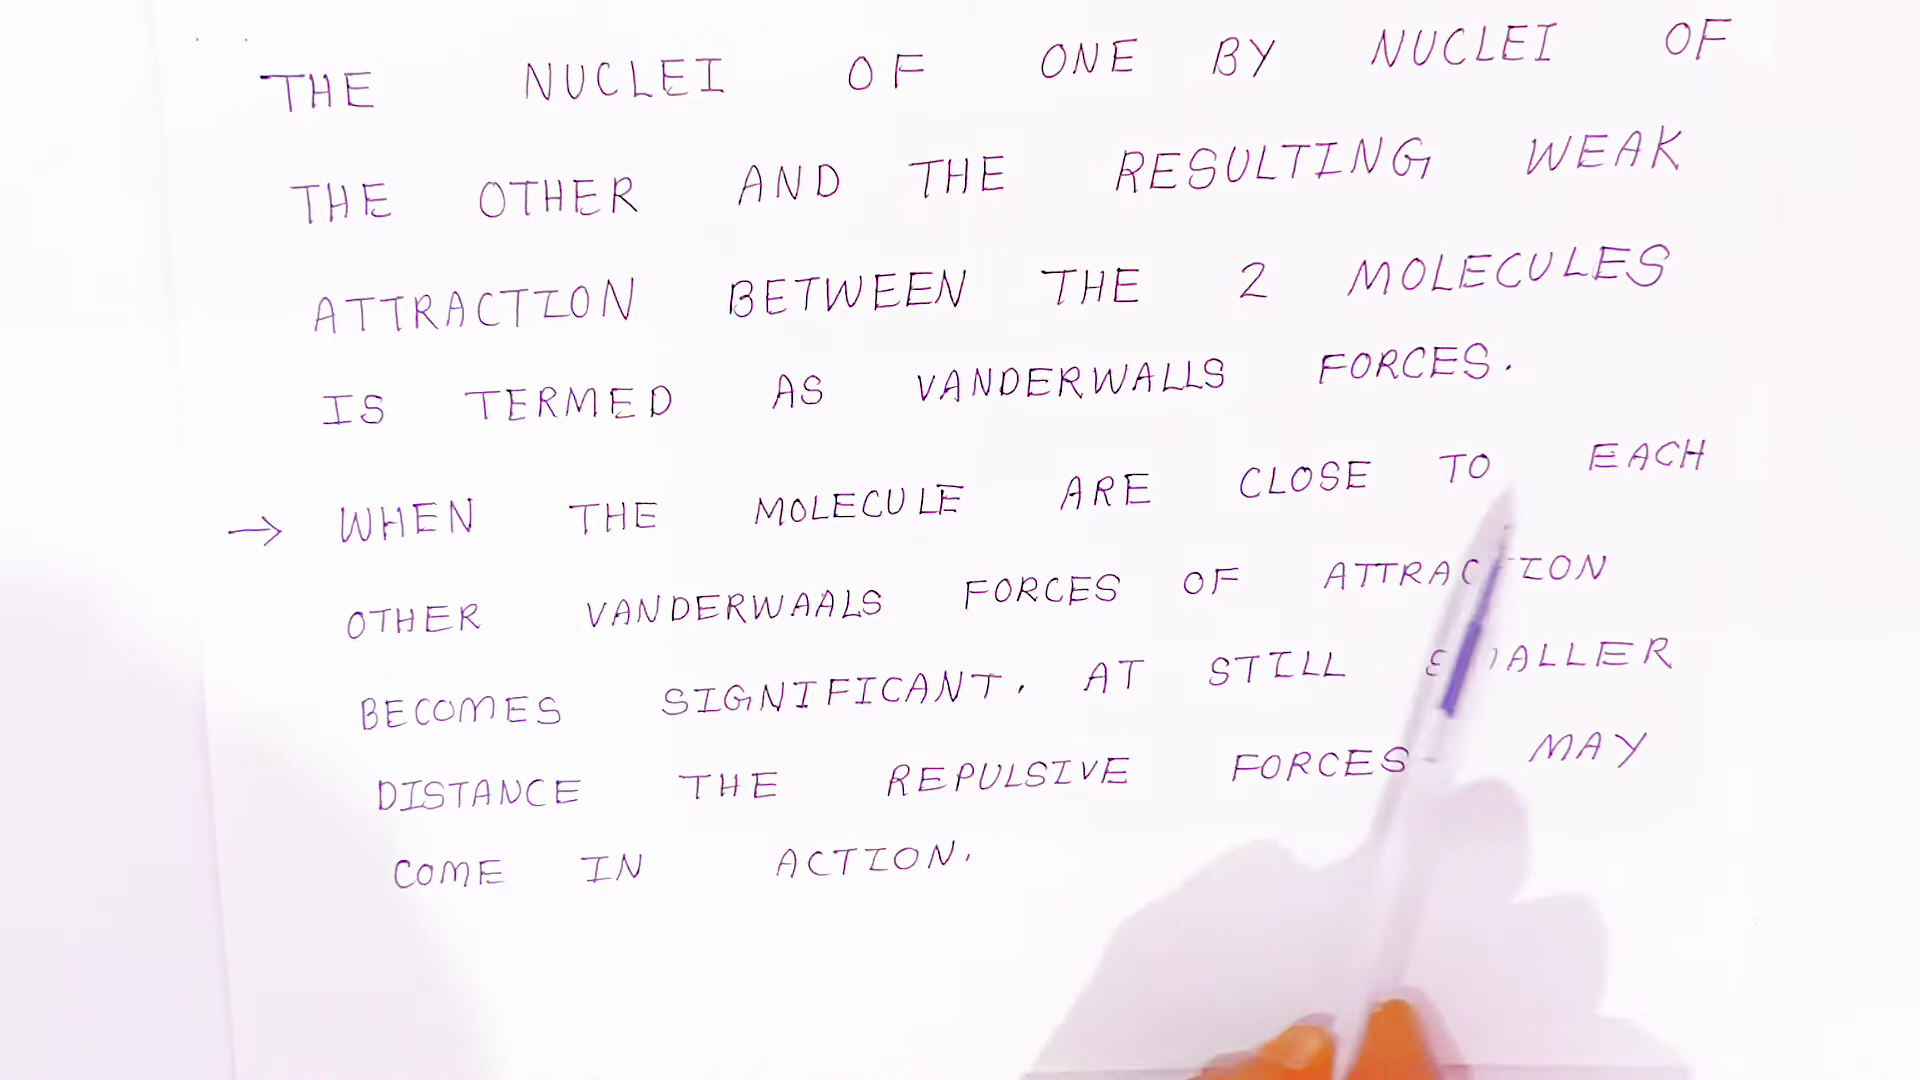 THE NUCLEI OF ONE BY NUCLEI OF
THE OTHER AND THE RESULTING WEAK
ATTRACTION BETWEEN THE 2 MOLECULES
IS TERMED AS VANDERWALLS FORCES.
→ WHEN THE MOLECULE ARE CLOSE TO EACH
OTHER VANDERWAALS FORCES OF ATTRACTION
BECOMES SIGNIFICANT. AT STILL SMALLER
DISTANCE THE REPULSIVE FORCES MAY
COME IN ACTION.